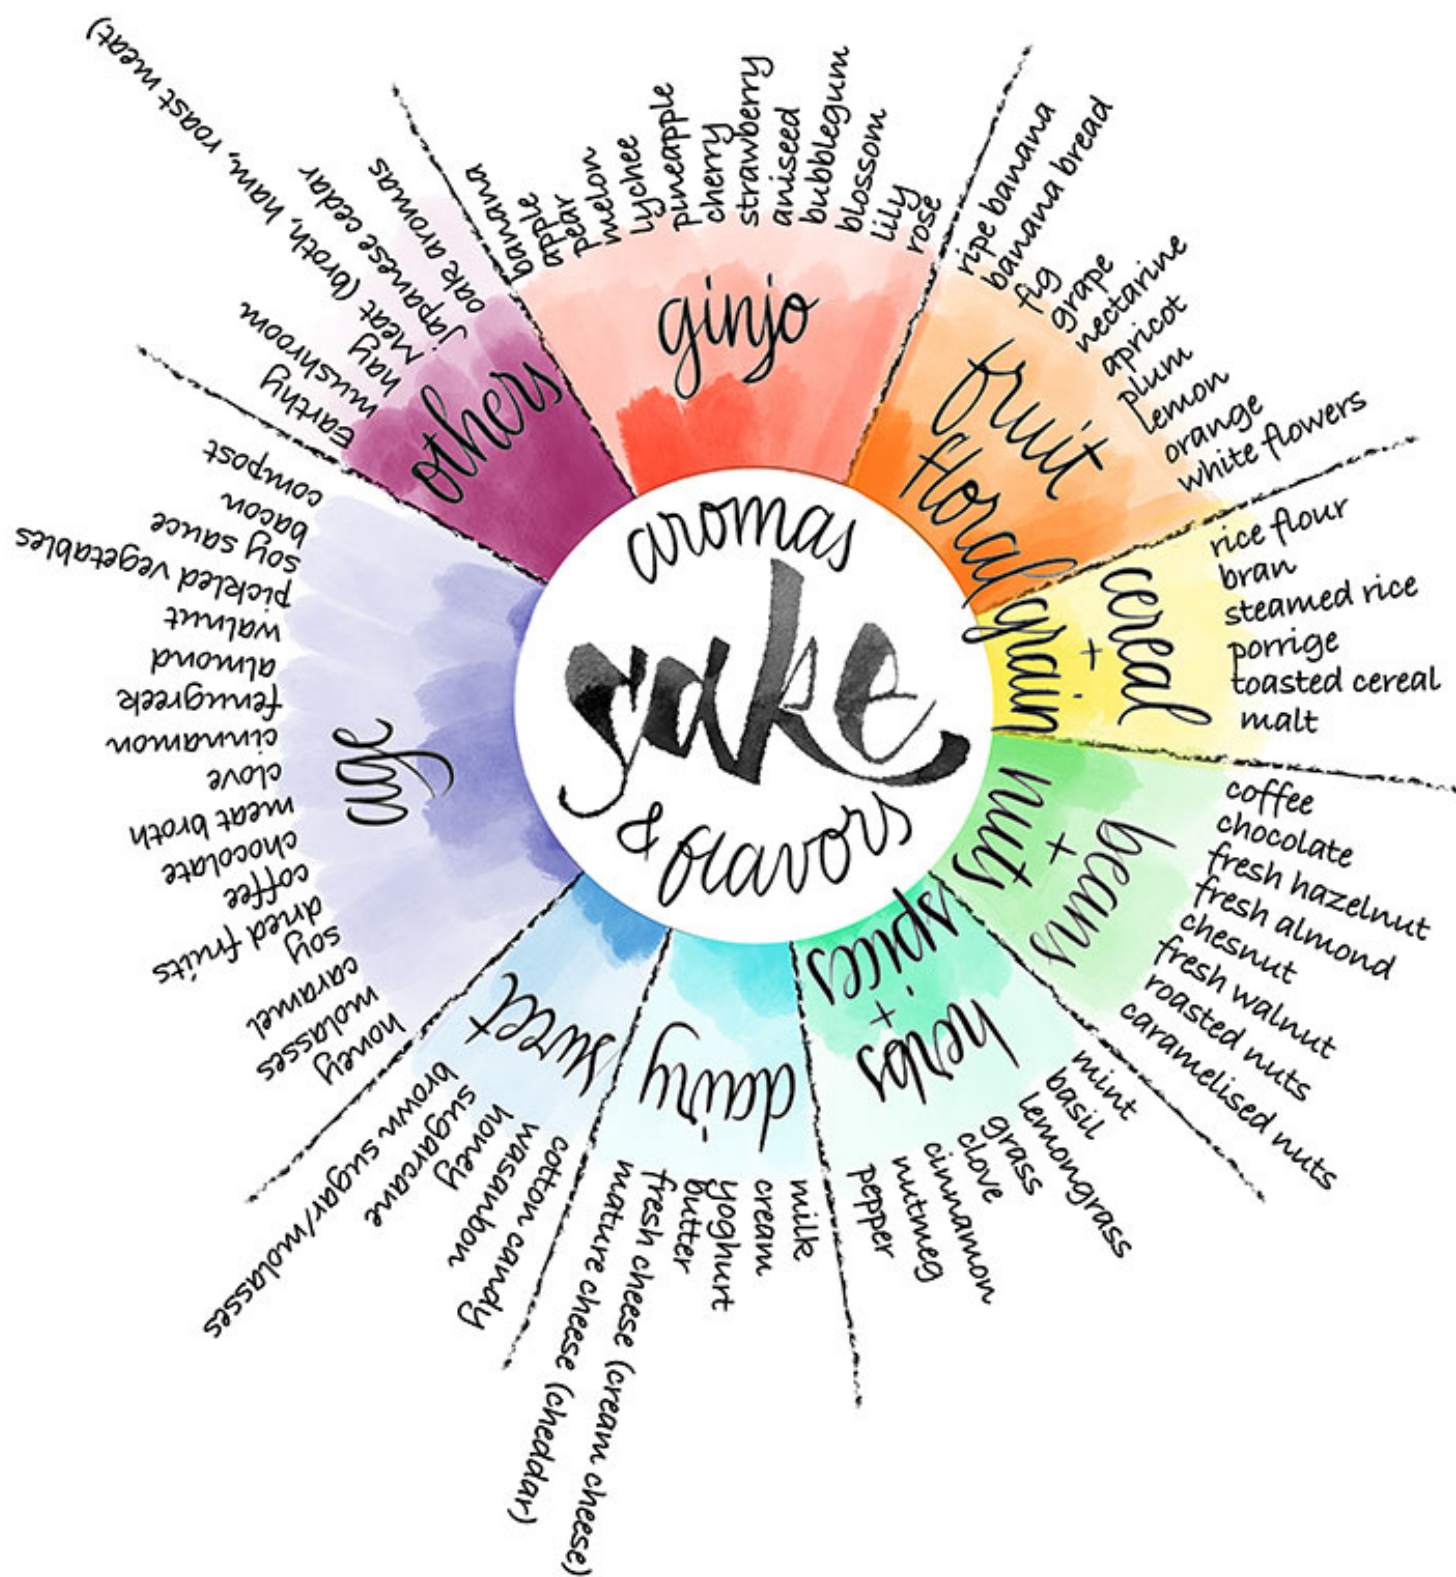 aromas
sake
& flavors
ginjo
banana
apple
pear
melon
lychee
pineapple
cherry
strawberry
aniseed
bubblegum
blossom
lily
rose
fruit
floral
ripe banana
banana bread
fig
grape
nectarine
apricot
plum
lemon
orange
white flowers
cereal
+
grain
rice flour
bran
steamed rice
porrige
toasted cereal
malt
beans
+
nuts
coffee
chocolate
fresh hazelnut
fresh almond
chesnut
fresh walnut
roasted nuts
caramelised nuts
herbs
+
spices
mint
basil
lemongrass
grass
clove
cinnamon
nutmeg
pepper
dairy
milk
cream
yoghurt
butter
fresh cheese (cream cheese)
mature cheese (cheddar)
sweet
cotton candy
wasanbon
honey
sugarcane
brown sugar/molasses
age
honey
molasses
caramel
soy
dried fruits
coffee
chocolate
meat broth
clove
cinnamon
fenugreek
almond
walnut
pickled vegetables
soy sauce
bacon
compost
others
Earthy
mushroom
hay
Meat (broth, ham, roast meat)
japanese cedar
oak aromas